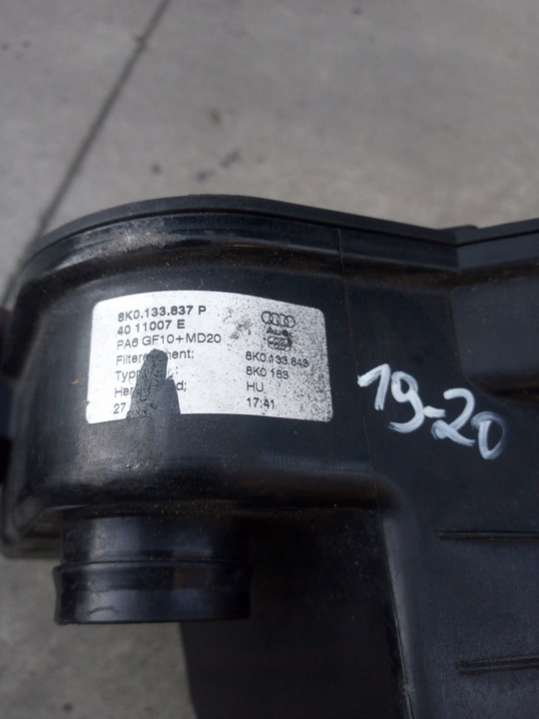 8K0.133.837 P
40 11007 E
PA6 GF10+MD20
Audi
8K0.133.843
8K0 183
HU
27
17:41
19-20